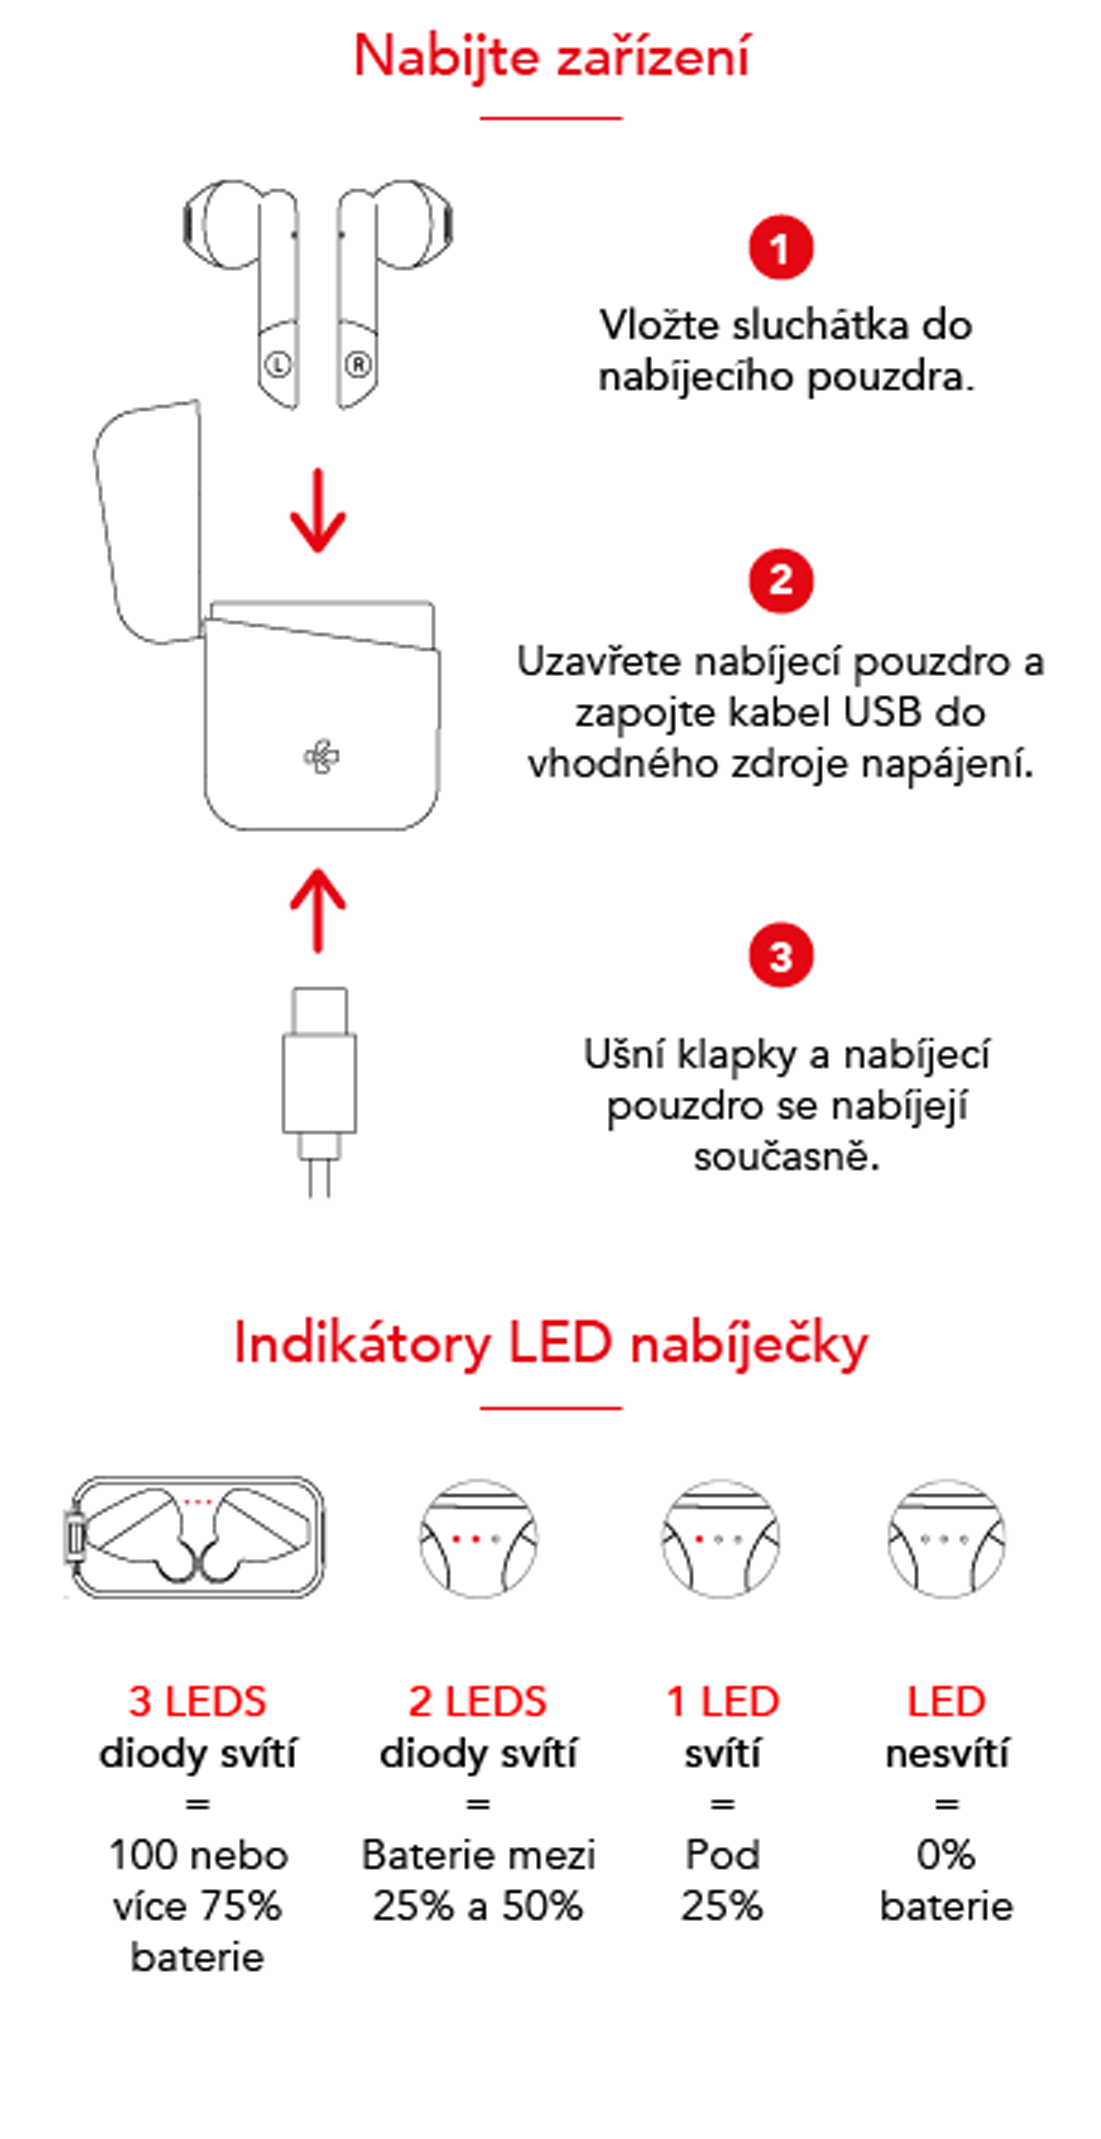 Nabijte zařízení
L
R
1
Vložte sluchátka do
nabíjecího pouzdra.
2
Uzavřete nabíjecí pouzdro a
zapojte kabel USB do
vhodného zdroje napájení.
3
Ušní klapky a nabíjecí
pouzdro se nabíjejí
současně.
Indikátory LED nabíječky
3 LEDS
diody svítí
=
100 nebo
více 75%
baterie
2 LEDS
diody svítí
=
Baterie mezi
25% a 50%
1 LED
svítí
=
Pod
25%
LED
nesvítí
=
0%
baterie